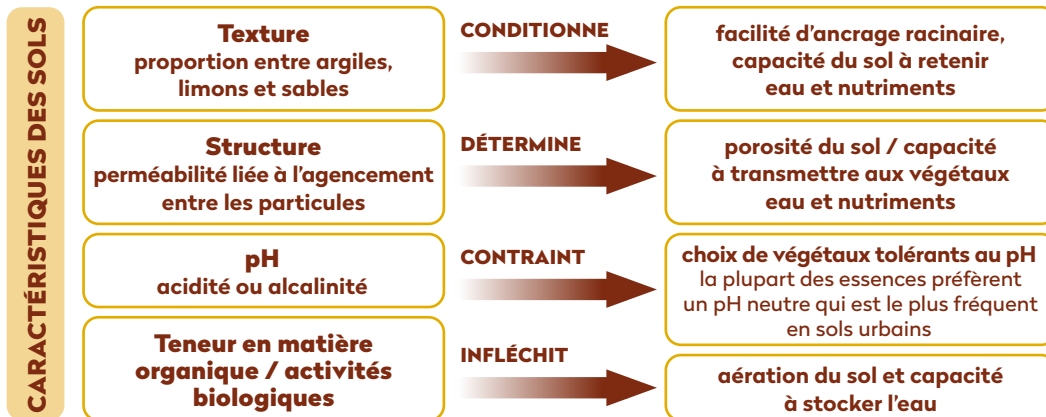 CARACTÉRISTIQUES DES SOLS
Texture
proportion entre argiles,
limons et sables
CONDITIONNE
facilité d'ancrage racinaire,
capacité du sol à retenir
eau et nutriments
Structure
perméabilité liée à l'agencement
entre les particules
DÉTERMINE
porosité du sol / capacité
à transmettre aux végétaux
eau et nutriments
pH
acidité ou alcalinité
CONTRAINT
choix de végétaux tolérants au pH
la plupart des essences préfèrent
un pH neutre qui est le plus fréquent
en sols urbains
Teneur en matière
organique / activités
biologiques
INFLÉCHIT
aération du sol et capacité
à stocker l'eau